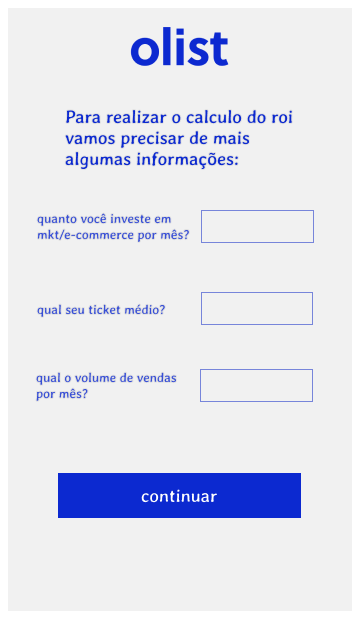 olist
Para realizar o calculo do roi
vamos precisar de mais
algumas informações:
quanto você investe em
mkt/e-commerce por mês?
qual seu ticket médio?
qual o volume de vendas
por mês?
continuar